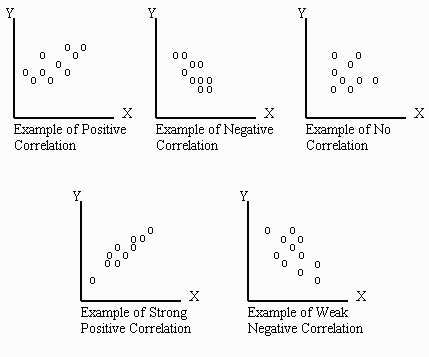 Y
Y
Y
X
X
X
Example of Positive
Correlation
Example of Negative
Correlation
Example of No
Correlation
Y
Y
X
X
Example of Strong
Positive Correlation
Example of Weak
Negative Correlation